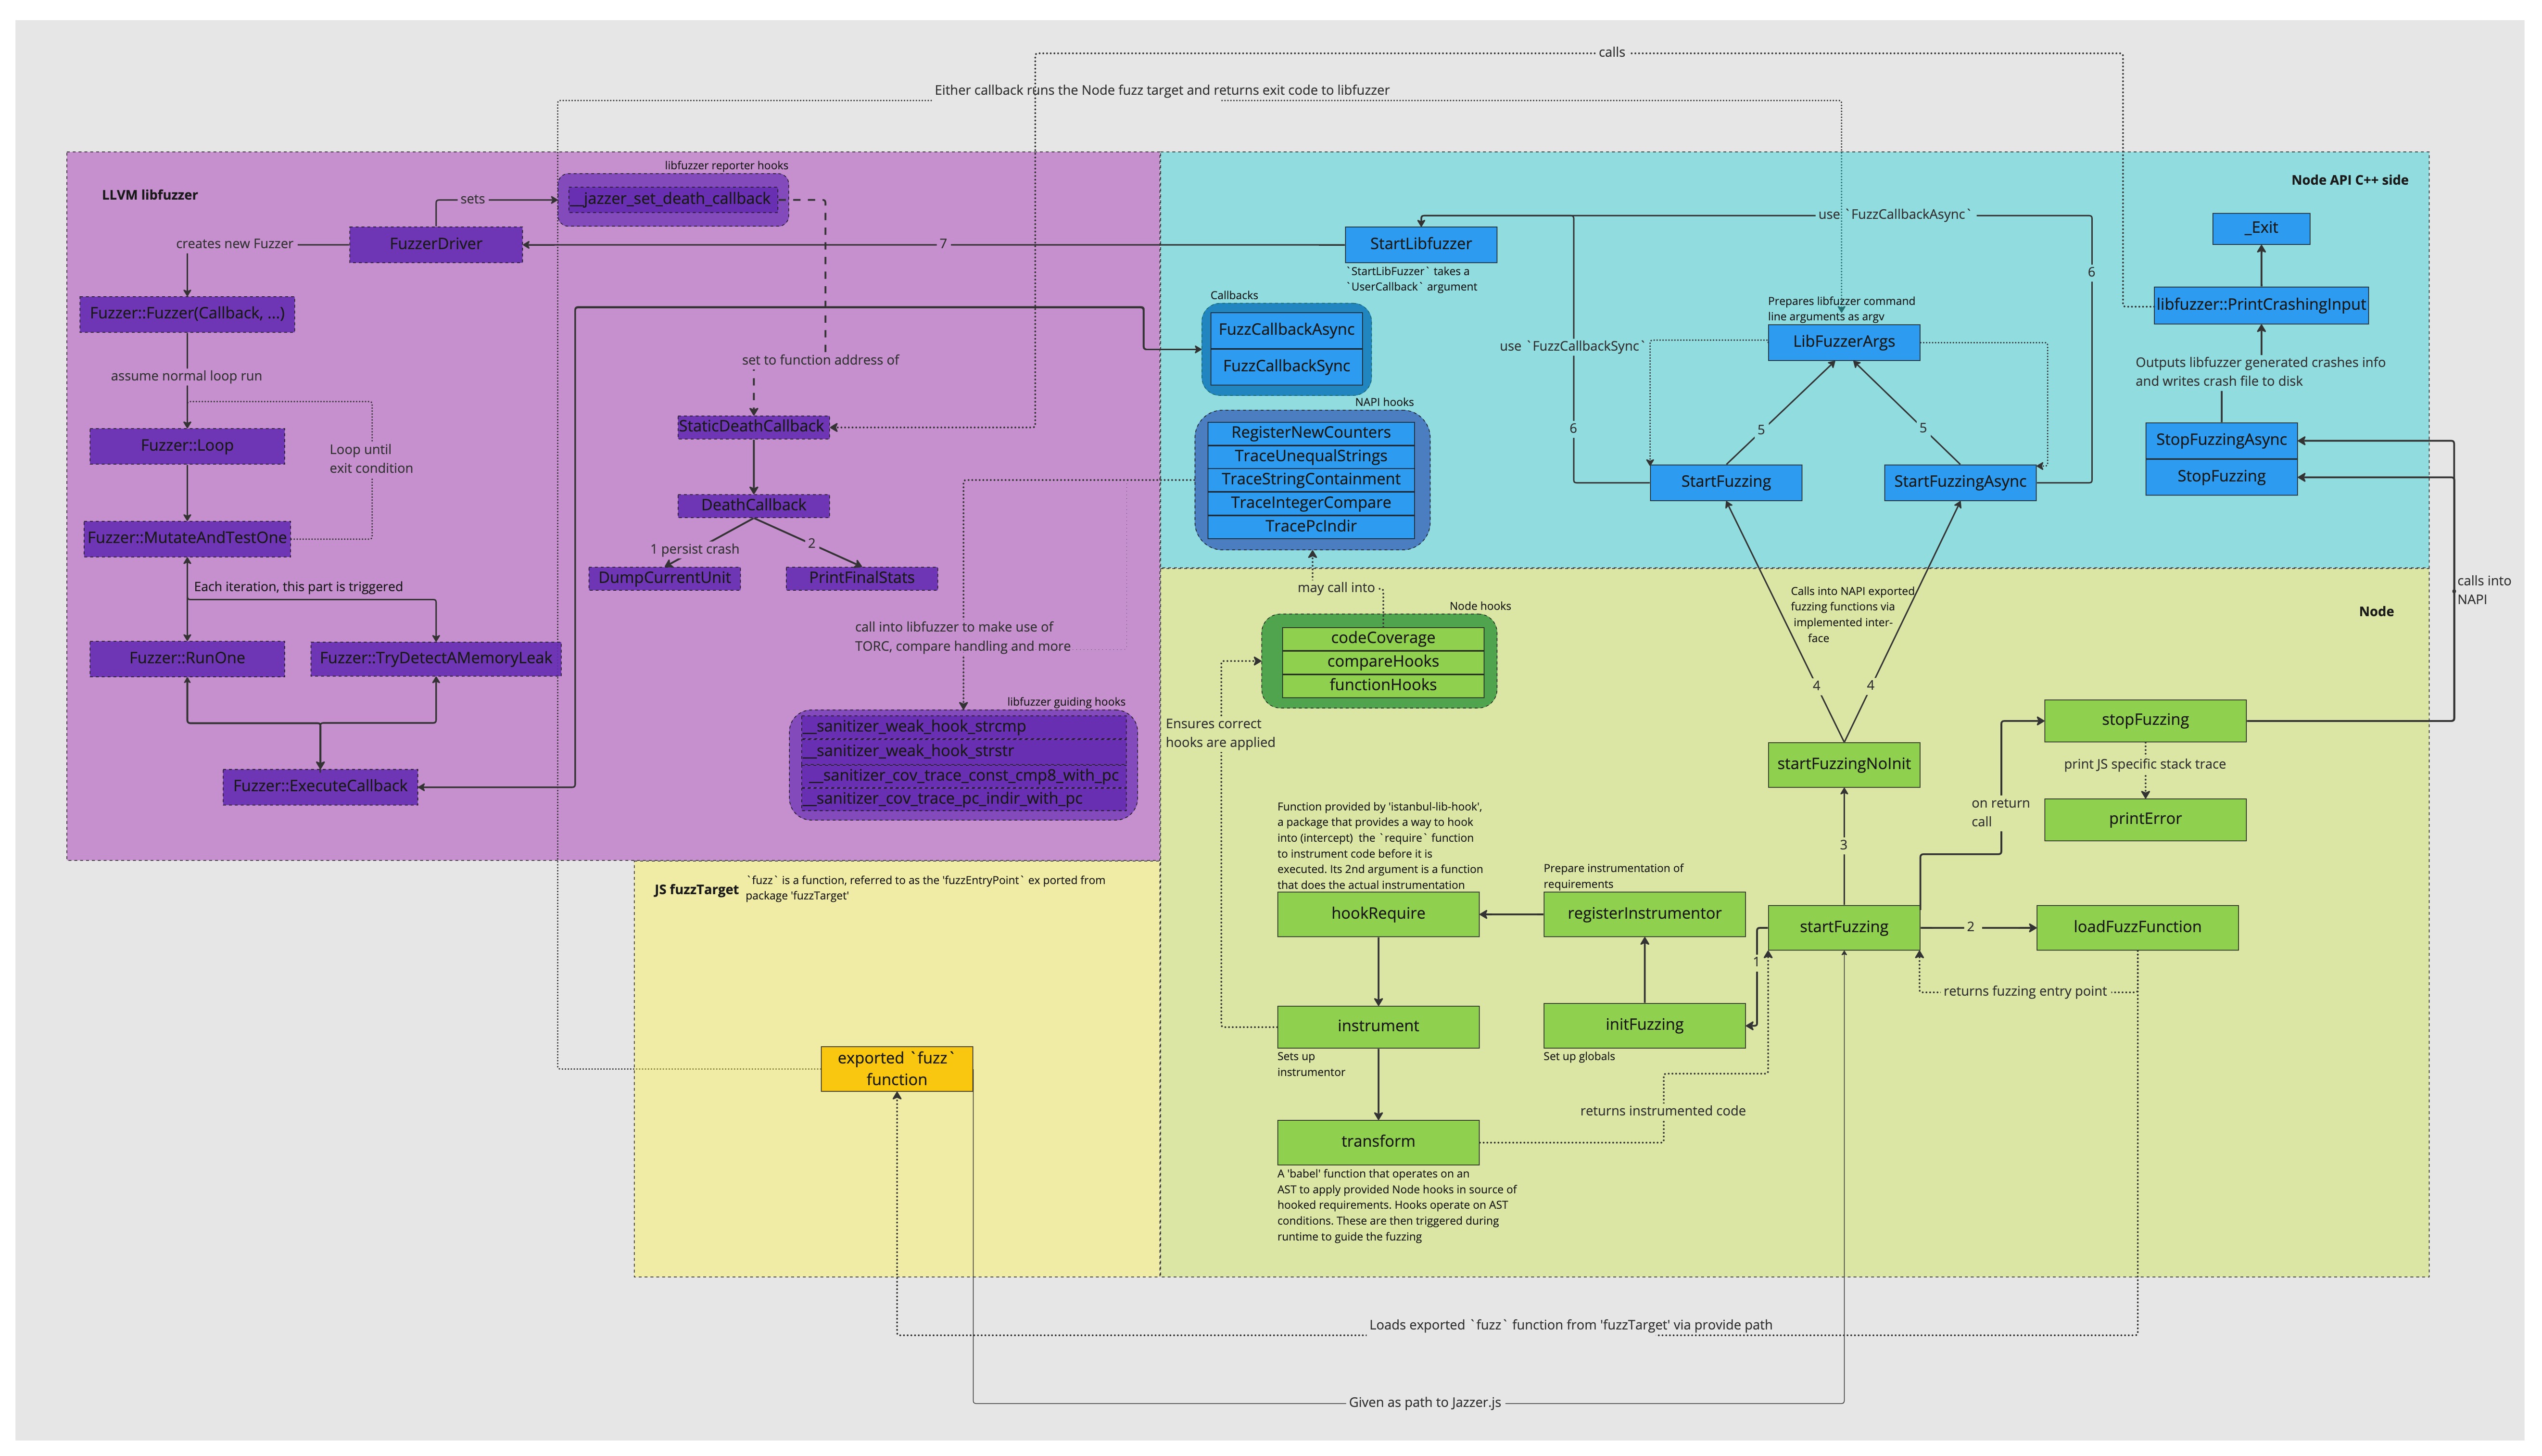 calls
Either callback runs the Node fuzz target and returns exit code to libfuzzer
LLVM libfuzzer
libfuzzer reporter hooks
__jazzer_set_death_callback
sets
FuzzerDriver
creates new Fuzzer
7
Fuzzer::Fuzzer(Callback, ...)
assume normal loop run
set to function address of
Fuzzer::Loop
Loop until
exit condition
StaticDeathCallback
DeathCallback
1 persist crash
2
DumpCurrentUnit
PrintFinalStats
Fuzzer::MutateAndTestOne
Each iteration, this part is triggered
Fuzzer::RunOne
Fuzzer::TryDetectAMemoryLeak
call into libfuzzer to make use of
TORC, compare handling and more
libfuzzer guiding hooks
__sanitizer_weak_hook_strcmp
__sanitizer_weak_hook_strstr
__sanitizer_cov_trace_const_cmp8_with_pc
__sanitizer_cov_trace_pc_indir_with_pc
Fuzzer::ExecuteCallback
Node API C++ side
use `FuzzCallbackAsync`
StartLibfuzzer
`StartLibFuzzer` takes a
`UserCallback` argument
Callbacks
FuzzCallbackAsync
FuzzCallbackSync
NAPI hooks
RegisterNewCounters
TraceUnequalStrings
TraceStringContainment
TraceIntegerCompare
TracePcIndir
use `FuzzCallbackSync`
6
6
Prepares libfuzzer command
line arguments as argv
LibFuzzerArgs
5
5
StartFuzzing
StartFuzzingAsync
_Exit
libfuzzer::PrintCrashingInput
Outputs libfuzzer generated crashes info
and writes crash file to disk
StopFuzzingAsync
StopFuzzing
calls into
NAPI
Node
may call into
Node hooks
codeCoverage
compareHooks
functionHooks
Calls into NAPI exported
fuzzing functions via
implemented inter-
face
4
4
Ensures correct
hooks are applied
startFuzzingNoInit
stopFuzzing
print JS specific stack trace
printError
on return
call
3
Function provided by 'istanbul-lib-hook',
a package that provides a way to hook
into (intercept) the `require` function
to instrument code before it is
executed. Its 2nd argument is a function
that does the actual instrumentation
Prepare instrumentation of
requirements
hookRequire
registerInstrumentor
startFuzzing
2
loadFuzzFunction
1
returns fuzzing entry point
instrument
Sets up
instrumentor
initFuzzing
Set up globals
returns instrumented code
transform
A 'babel' function that operates on an
AST to apply provided Node hooks in source of
hooked requirements. Hooks operate on AST
conditions. These are then triggered during
runtime to guide the fuzzing
JS fuzzTarget
`fuzz` is a function, referred to as the 'fuzzEntryPoint` ex ported from
package 'fuzzTarget'
exported `fuzz`
function
Loads exported `fuzz` function from 'fuzzTarget' via provide path
Given as path to Jazzer.js